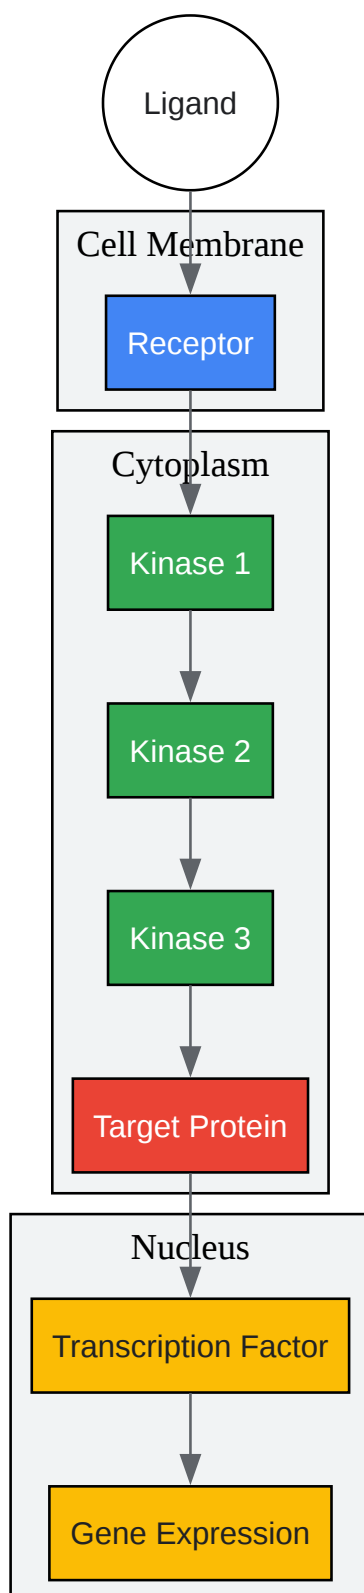 Ligand
Cell Membrane
Receptor
Cytoplasm
Kinase 1
Kinase 2
Kinase 3
Target Protein
Nucleus
Transcription Factor
Gene Expression